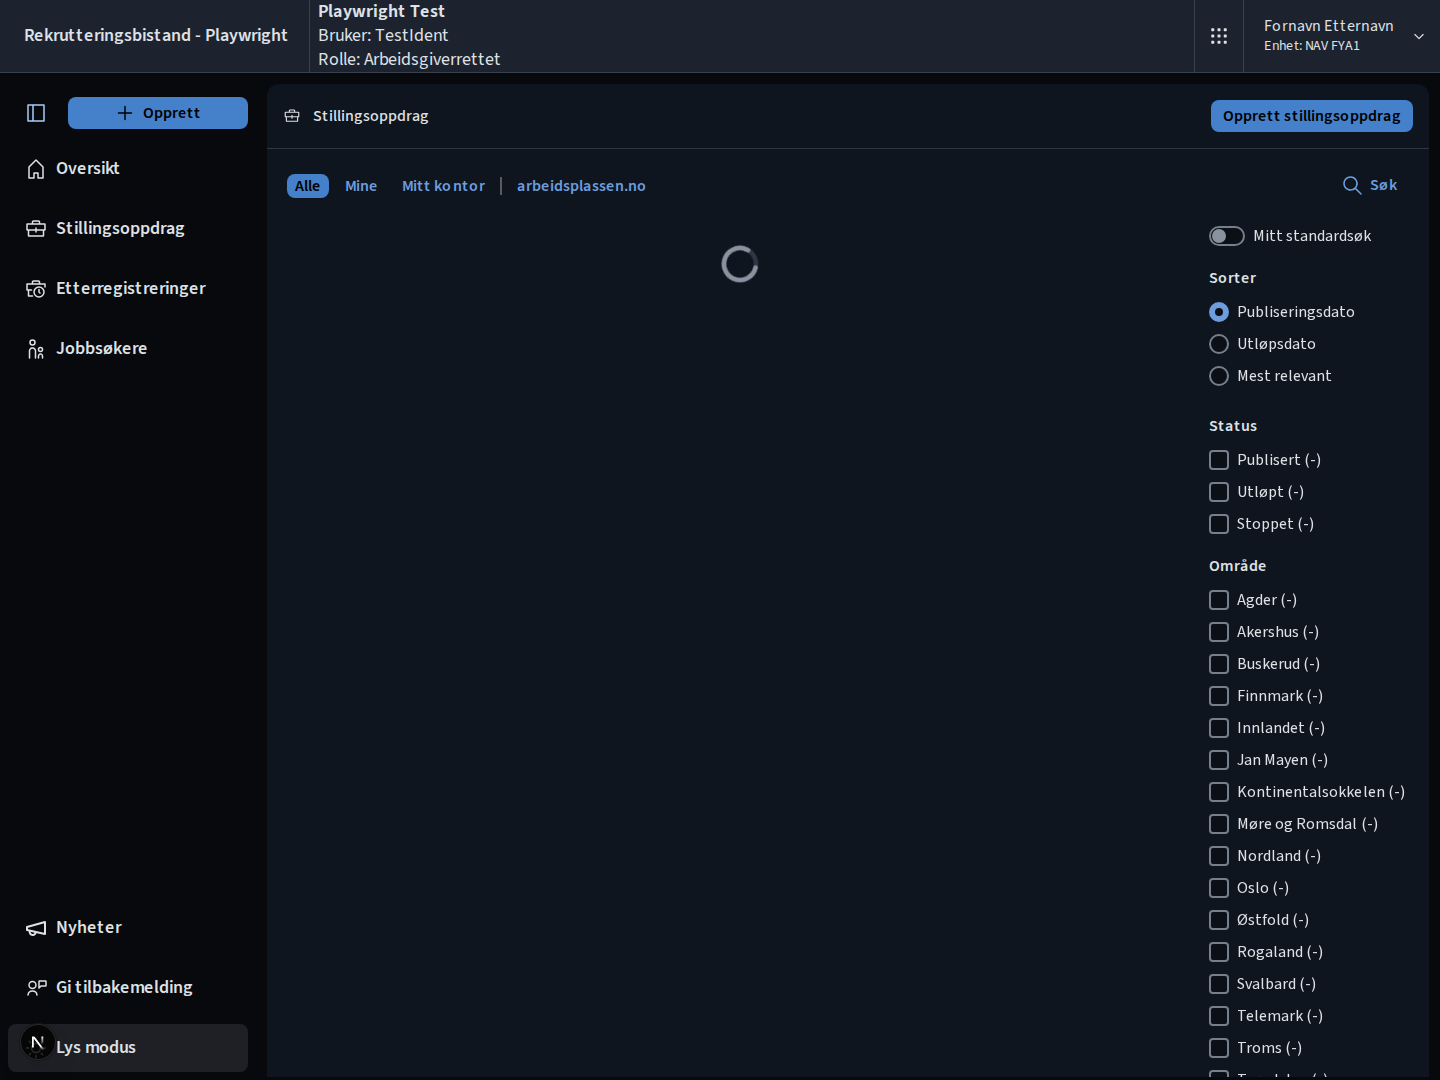 Rekrutteringsbistand - Playwright
Playwright Test
Bruker: TestIdent
Rolle: Arbeidsgiverrettet
Fornavn Etternavn
Enhet: NAV FYA1
Opprett
Oversikt
Stillingsoppdrag
Etterregistreringer
Jobbsøkere
Nyheter
Gi tilbakemelding
N
Lys modus
Stillingsoppdrag
Opprett stillingsoppdrag
Alle
Mine
Mitt kontor
arbeidsplassen.no
Søk
Mitt standardsøk
Sorter
Publiseringsdato
Utløpsdato
Mest relevant
Status
Publisert (-)
Utløpt (-)
Stoppet (-)
Område
Agder (-)
Akershus (-)
Buskerud (-)
Finnmark (-)
Innlandet (-)
Jan Mayen (-)
Kontinentalsokkelen (-)
Møre og Romsdal (-)
Nordland (-)
Oslo (-)
Østfold (-)
Rogaland (-)
Svalbard (-)
Telemark (-)
Troms (-)